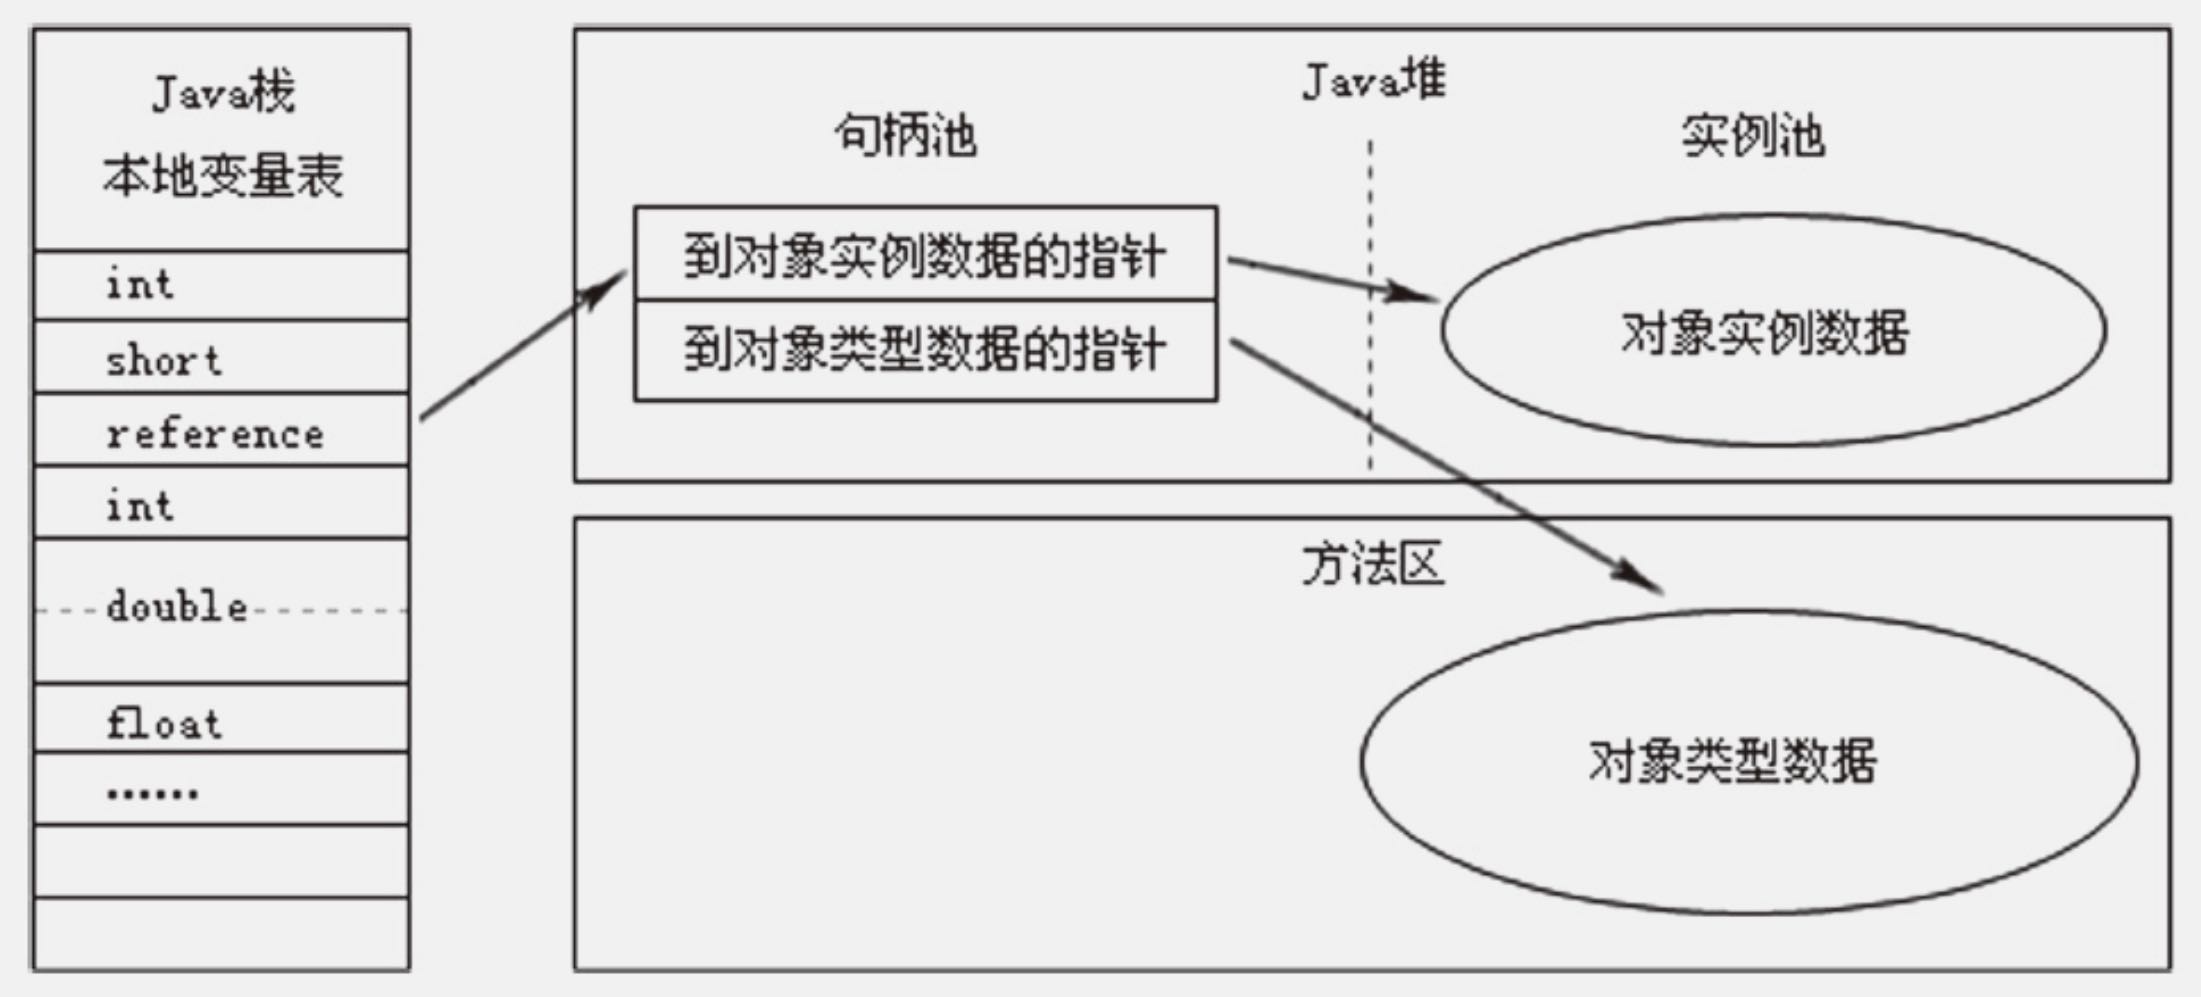 Java栈
本地变量表
int
short
reference
int
double
float
......
Java堆
句柄池
实例池
到对象实例数据的指针
到对象类型数据的指针
对象实例数据
方法区
对象类型数据